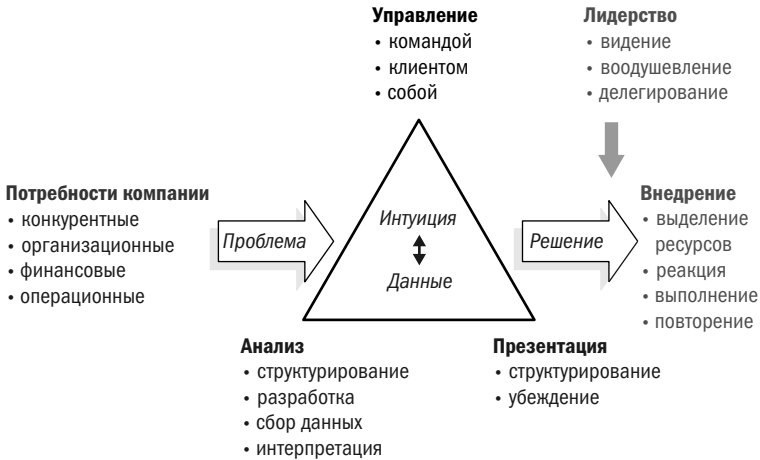 Управление
• командой
• клиентом
• собой
Лидерство
• видение
• воодушевление
• делегирование
Потребности компании
• конкурентные
• организационные
• финансовые
• операционные
Проблема
Интуиция
Данные
Решение
Внедрение
• выделение
ресурсов
• реакция
• выполнение
• повторение
Анализ
• структурирование
• разработка
• сбор данных
• интерпретация
Презентация
• структурирование
• убеждение